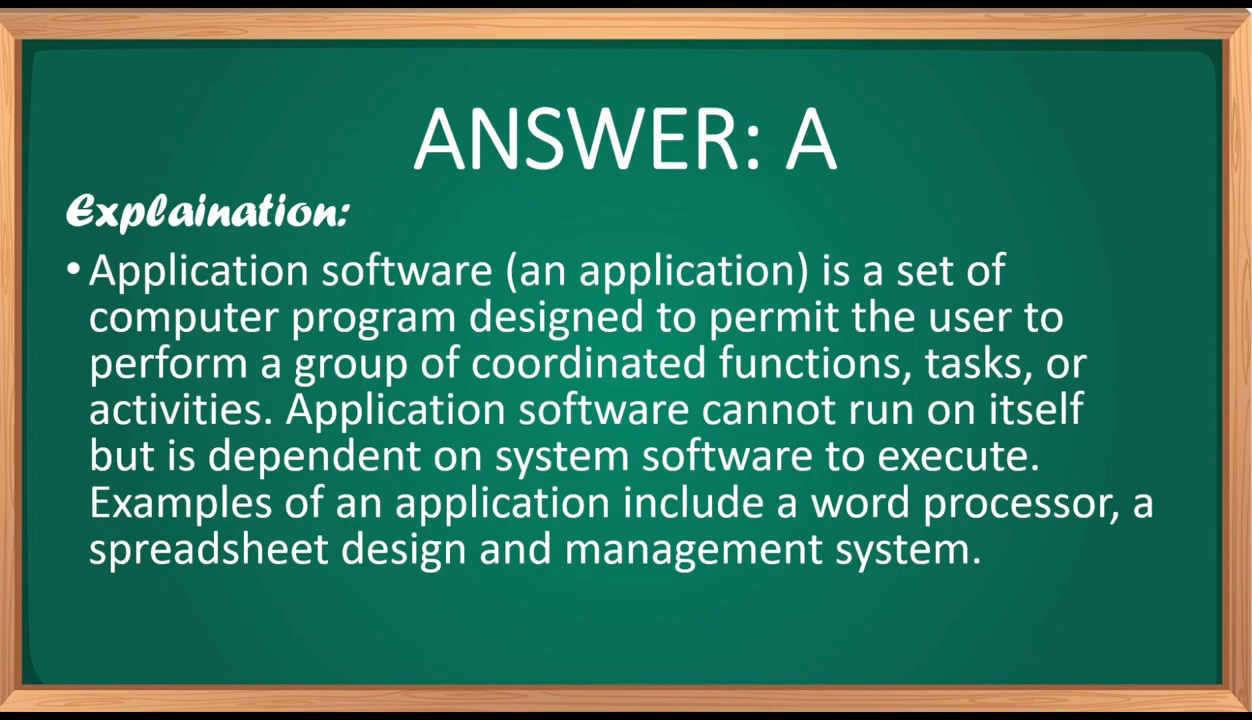 ANSWER: A
Explaination:
• Application software (an application) is a set of
computer program designed to permit the user to
perform a group of coordinated functions, tasks, or
activities. Application software cannot run on itself
but is dependent on system software to execute.
Examples of an application include a word processor, a
spreadsheet design and management system.